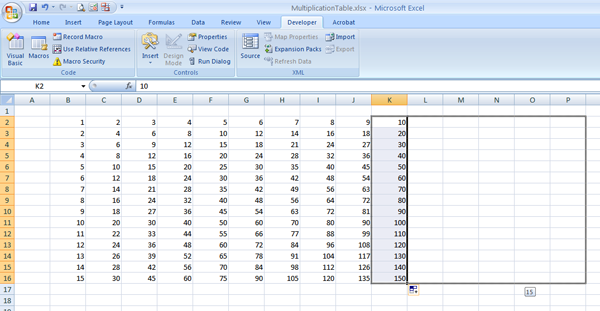 MultiplicationTable.xlsx - Microsoft Excel
Home Insert Page Layout Formulas Data Review View Developer Acrobat
Visual Basic Macros Record Macro Use Relative References Macro Security Insert Design Mode Properties View Code Run Dialog Source Map Properties Expansion Packs Refresh Data Import Export
Code Controls XML
K2 fx 10
A B C D E F G H I J K L M N O P
1
2 1 2 3 4 5 6 7 8 9 10
3 2 4 6 8 10 12 14 16 18 20
4 3 6 9 12 15 18 21 24 27 30
5 4 8 12 16 20 24 28 32 36 40
6 5 10 15 20 25 30 35 40 45 50
7 6 12 18 24 30 36 42 48 54 60
8 7 14 21 28 35 42 49 56 63 70
9 8 16 24 32 40 48 56 64 72 80
10 9 18 27 36 45 54 63 72 81 90
11 10 20 30 40 50 60 70 80 90 100
12 11 22 33 44 55 66 77 88 99 110
13 12 24 36 48 60 72 84 96 108 120
14 13 26 39 52 65 78 91 104 117 130
15 14 28 42 56 70 84 98 112 126 140
16 15 30 45 60 75 90 105 120 135 150
17 15
18